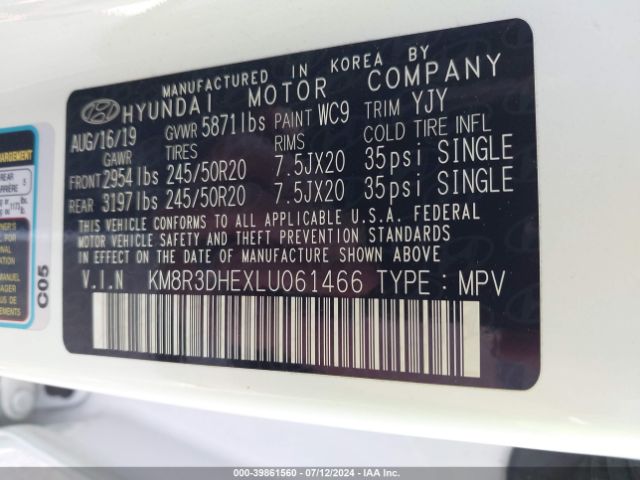 MANUFACTURED IN KOREA BY
HYUNDAI MOTOR COMPANY
AUG/16/19 GVWR 5871lbs PAINT WC9 TRIM YJY
GAWR TIRES RIMS COLD TIRE INFL
FRONT 2954lbs 245/50R20 7.5JX20 35psi SINGLE
REAR 3197lbs 245/50R20 7.5JX20 35psi SINGLE
THIS VEHICLE CONFORMS TO ALL APPLICABLE U.S.A. FEDERAL
MOTOR VEHICLE SAFETY AND THEFT PREVENTION STANDARDS
IN EFFECT ON THE DATE OF MANUFACTURE SHOWN ABOVE.
V.I.N KM8R3DHEXLU061466 TYPE : MPV
REAR
5
C05
000-39861560 - 07/12/2024 - IAA Inc.